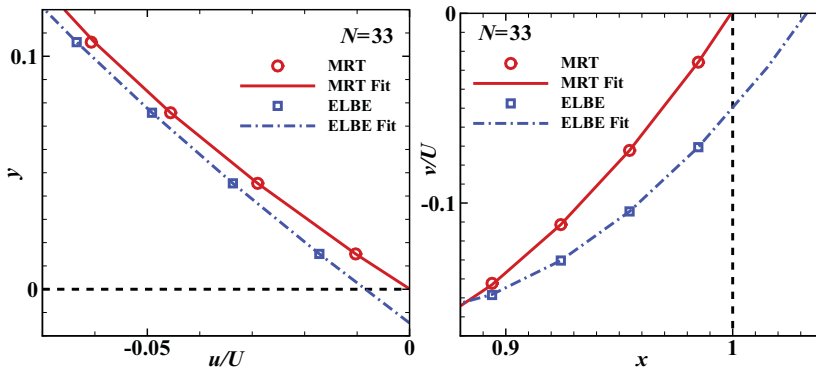 0.1
N=33
MRT
MRT Fit
ELBE
ELBE Fit
y
0
-0.05
0
u/U
0
N=33
MRT
MRT Fit
ELBE
ELBE Fit
v/U
-0.1
0.9
1
x